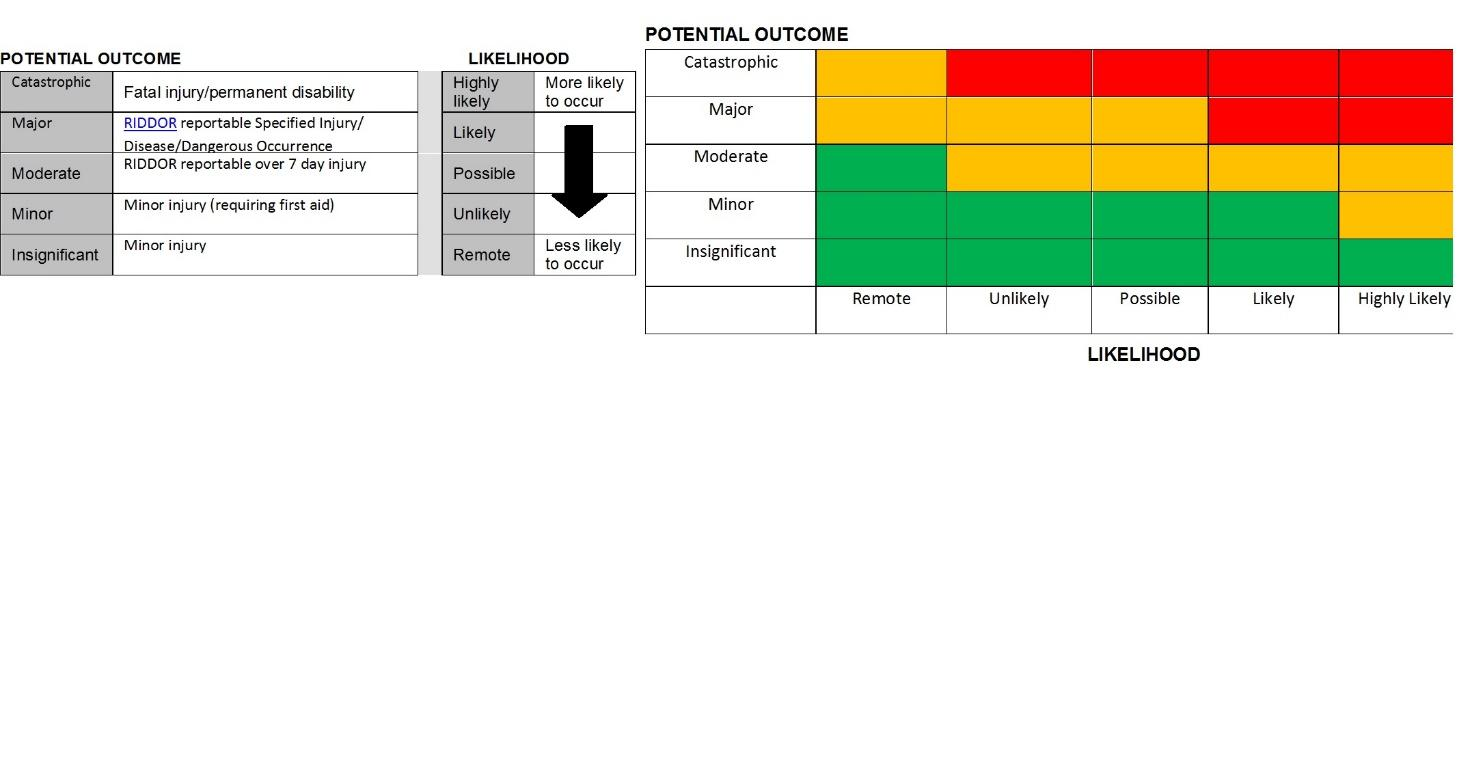 POTENTIAL OUTCOME
Catastrophic
Fatal injury/permanent disability
Major
RIDDOR reportable Specified Injury/
Disease/Dangerous Occurrence
Moderate
RIDDOR reportable over 7 day injury
Minor
Minor injury (requiring first aid)
Insignificant
Minor injury
LIKELIHOOD
Highly
likely
More likely
to occur
Likely
Possible
Unlikely
Remote
Less likely
to occur
POTENTIAL OUTCOME
Catastrophic
Major
Moderate
Minor
Insignificant
Remote
Unlikely
Possible
Likely
Highly Likely
LIKELIHOOD